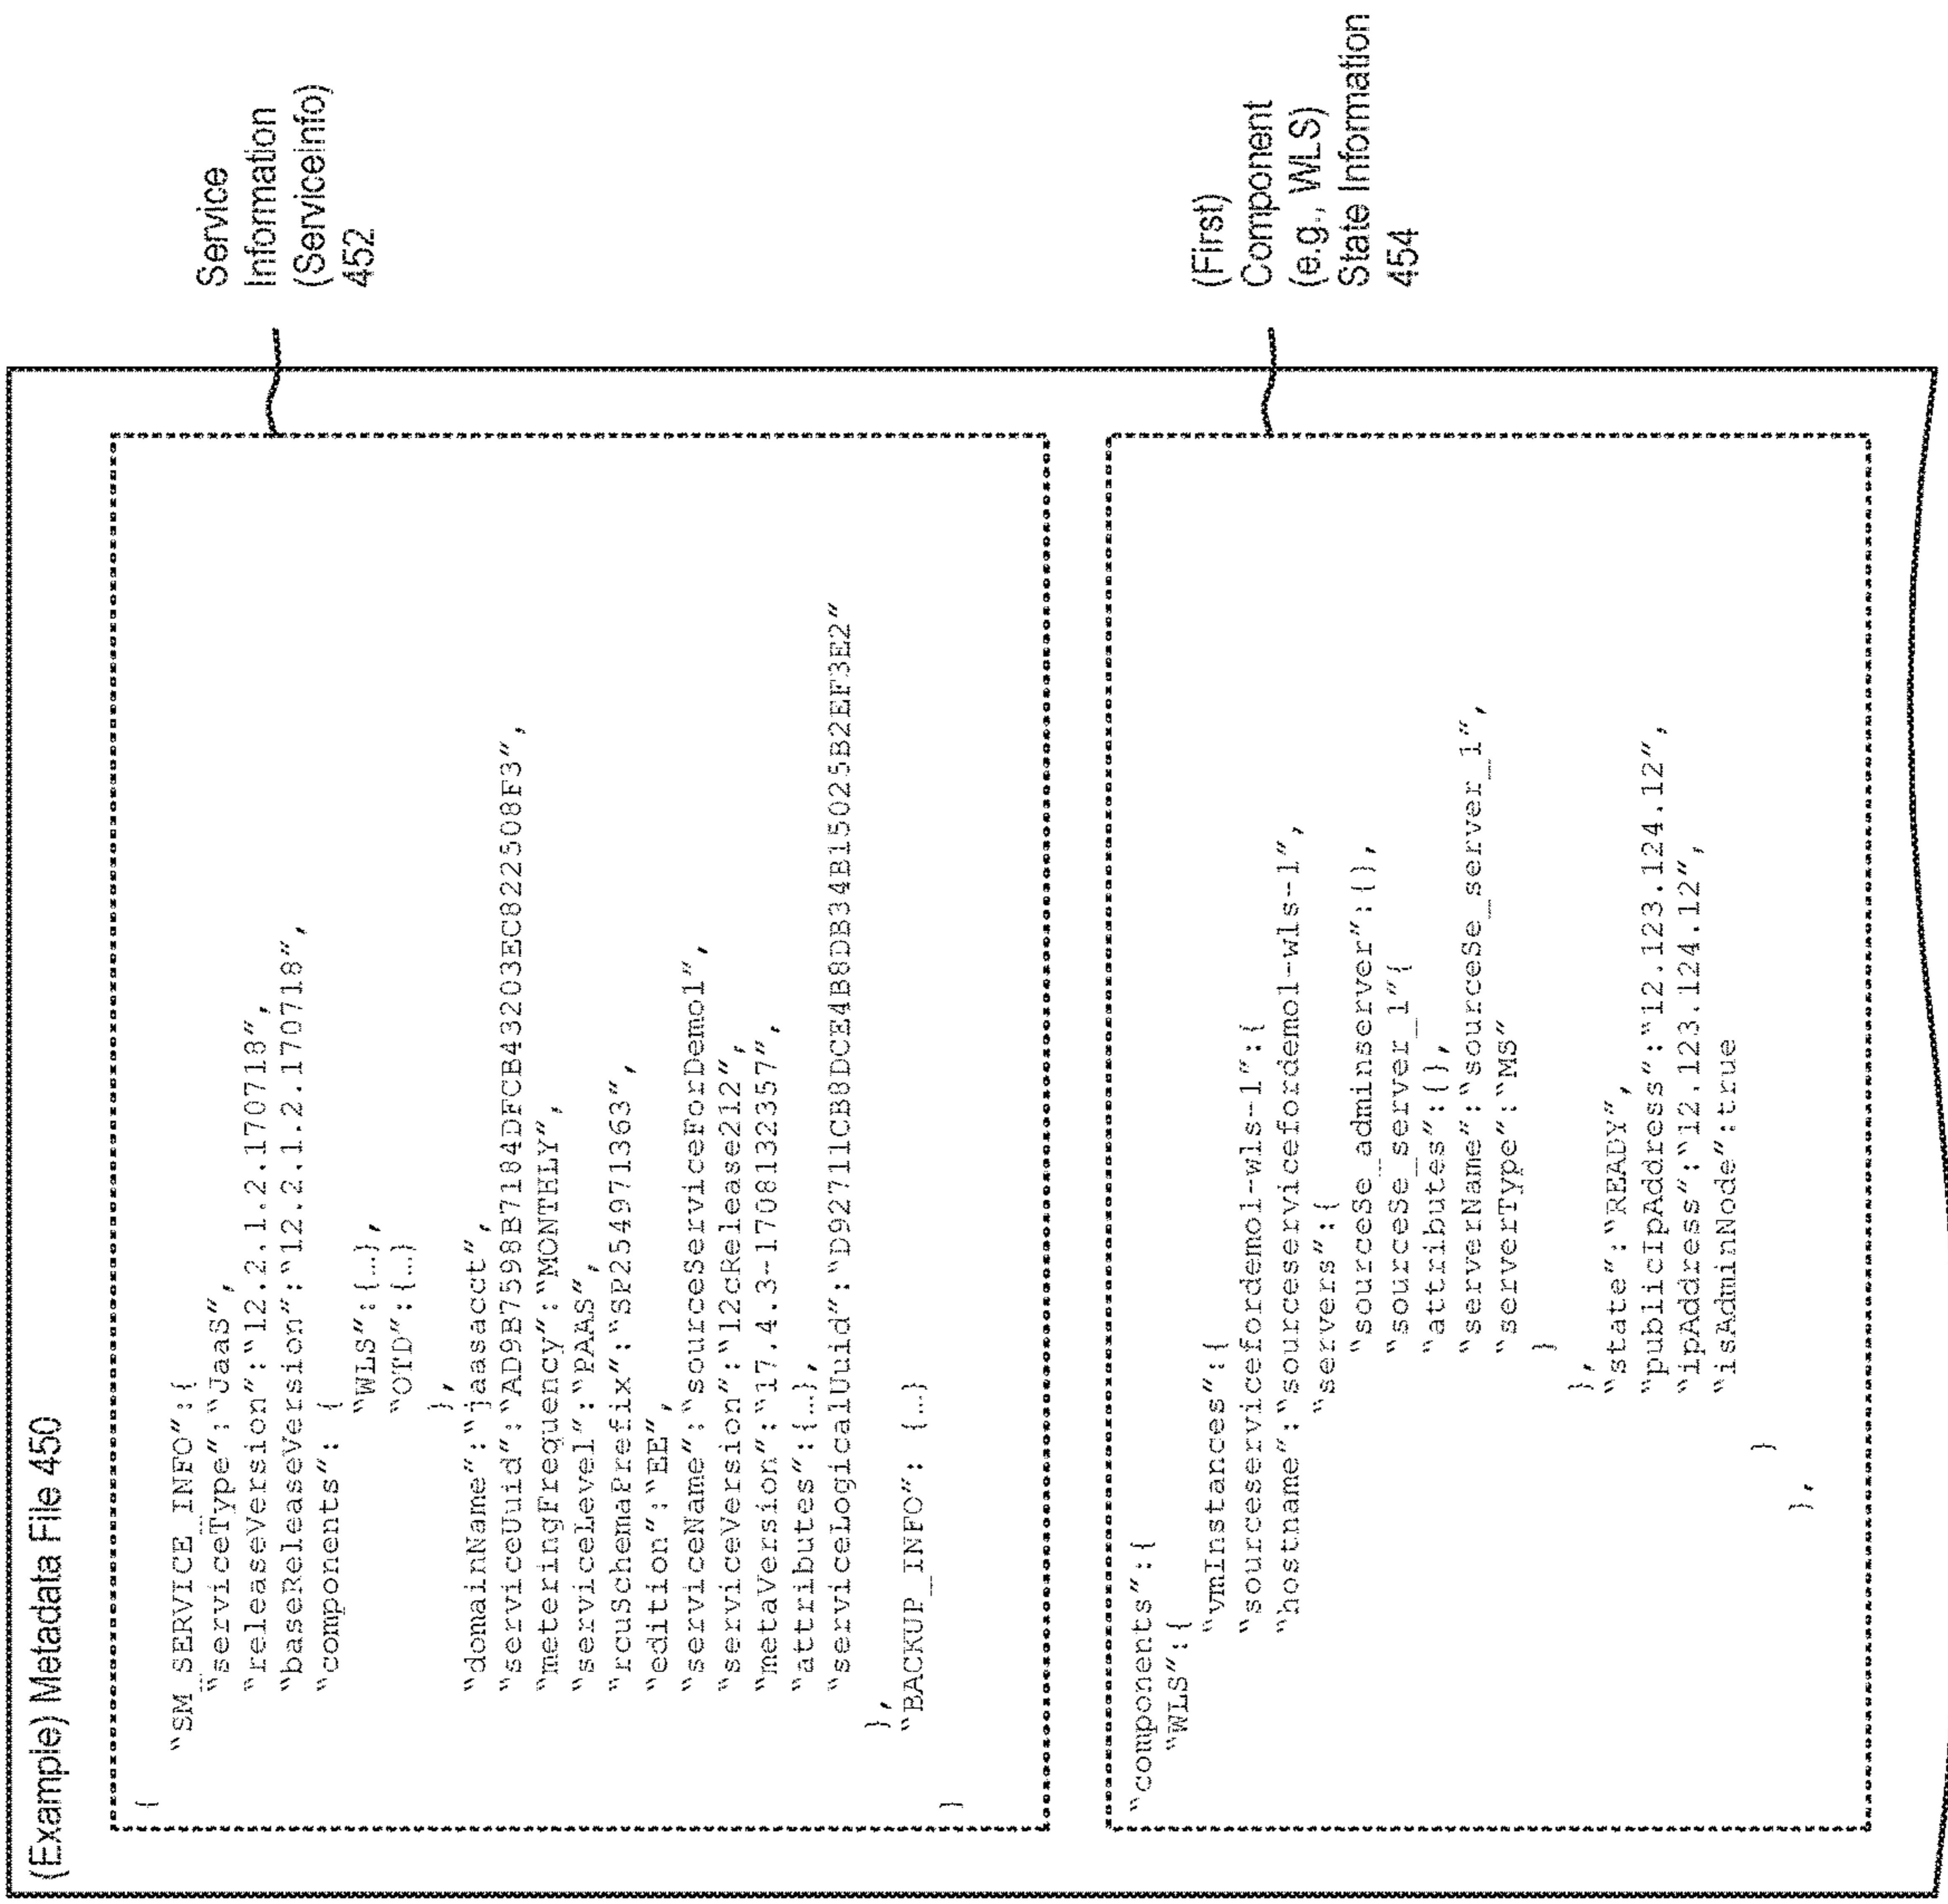 (Example) Metadata File 450
{
"SM_SERVICE_INFO":{
"serviceType":"JaaS",
"releaseVersion":"12.2.1.2.170718",
"baseReleaseVersion":"12.2.1.2.170718",
"components": {
"WLS":{...},
"OTD":{...}
},
"domainName":"jaasacct",
"serviceUuid":"AD9B7598B7184DFCB43203EC822508F3",
"meteringFrequency":"MONTHLY",
"serviceLevel":"PAAS",
"rcuSchemaPrefix":"SP254971363",
"edition":"EE",
"serviceName":"sourceServiceForDemo1",
"serviceVersion":"12cRelease212",
"metaVersion":"17.4.3-1708132357",
"attributes":{...},
"serviceLogicalUuid":"D92711CB8DCE4B8DB34B15025B2EF3E2"
},
"BACKUP_INFO": {...}
}
Service
Information
(ServiceInfo)
452
"components":{
"WLS":{
"vmInstances":{
"sourceservicefordemo1-wls-1":{
"hostname":"sourceservicefordemo1-wls-1",
"servers":{
"sourceSe_adminserver":{},
"sourceSe_server_1"{
"attributes":{},
"serverName":"sourceSe_server_1",
"serverType":"MS"
}
},
"state":"READY",
"publicIpAddress":"12.123.124.12",
"ipAddress":"12.123.124.12",
"isAdminNode":true
}
},
(First)
Component
(e.g., WLS)
State Information
454